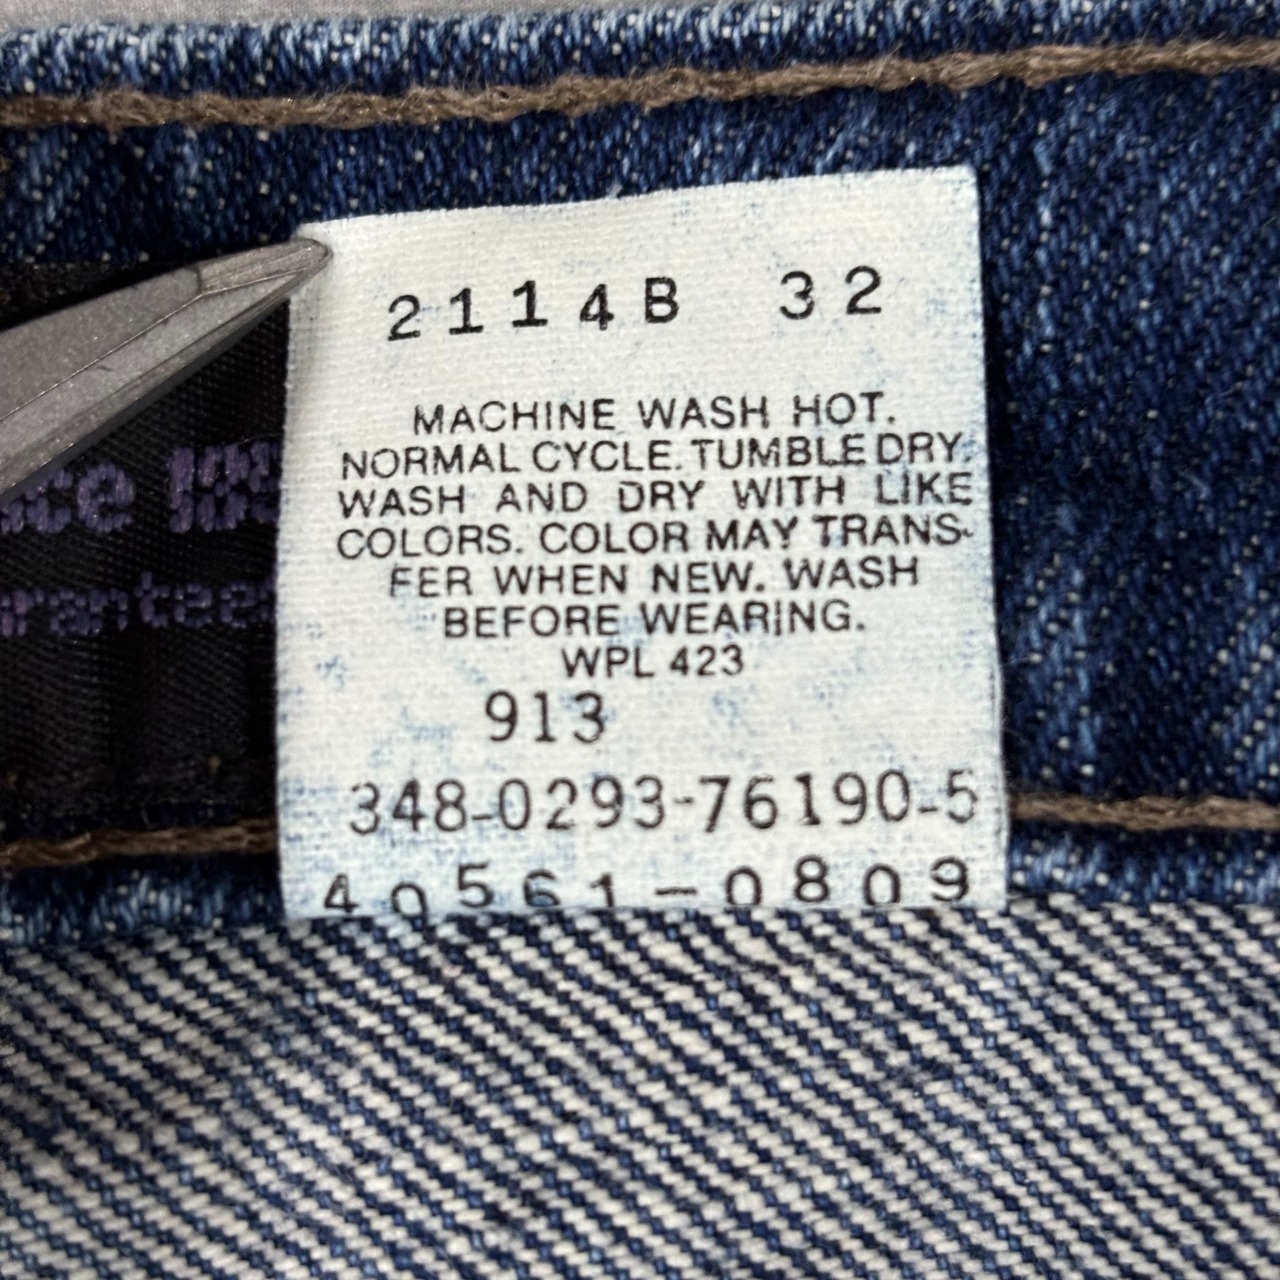 2114B 32
MACHINE WASH HOT.
NORMAL CYCLE. TUMBLE DRY.
WASH AND DRY WITH LIKE
COLORS. COLOR MAY TRANS-
FER WHEN NEW. WASH
BEFORE WEARING.
WPL 423
913
348-0293-76190-5
40561-0809